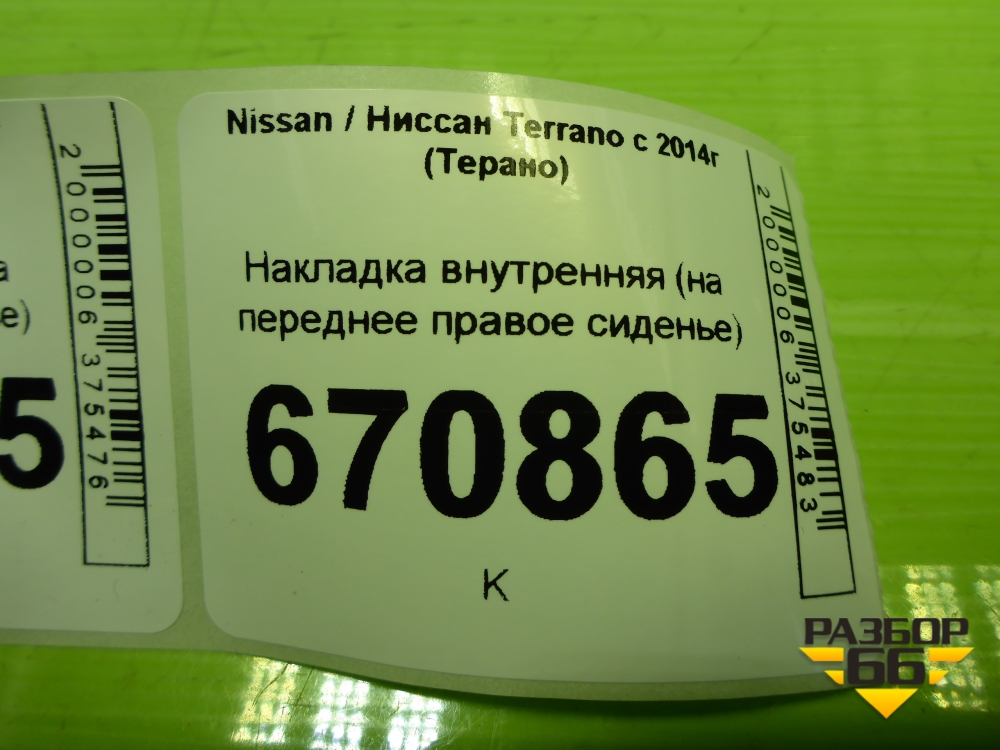 Nissan / Ниссан Terrano с 2014г
(Терано)
Накладка внутренняя (на
переднее правое сиденье)
670865
К
2000006375483
а
е)
5
2000006375476
РАЗБОР
66